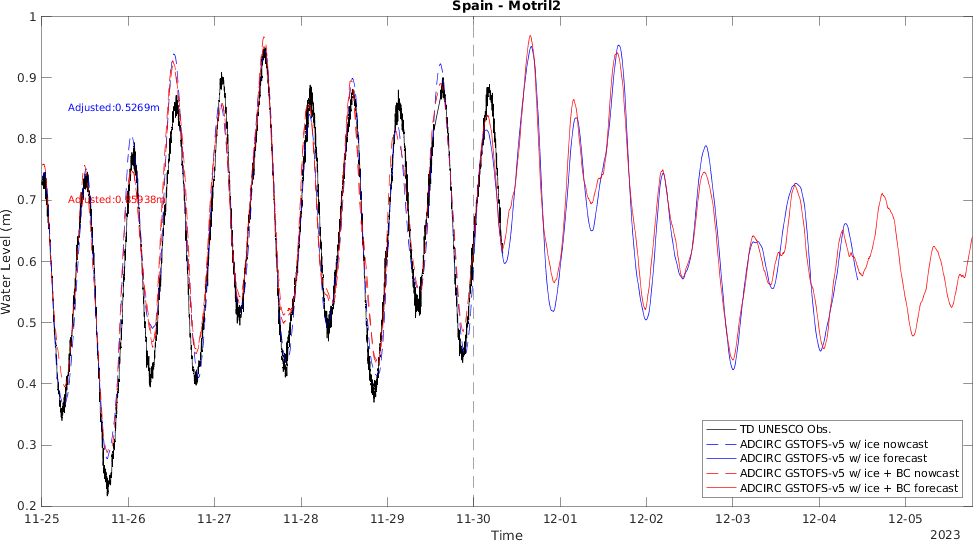 Spain - Motril2
Water Level (m)
1
0.9
0.8
0.7
0.6
0.5
0.4
0.3
0.2
Adjusted:0.5269m
Adjusted:0.05938m
TD UNESCO Obs.
ADCIRC GSTOFS-v5 w/ ice nowcast
ADCIRC GSTOFS-v5 w/ ice forecast
ADCIRC GSTOFS-v5 w/ ice + BC nowcast
ADCIRC GSTOFS-v5 w/ ice + BC forecast
11-25 11-26 11-27 11-28 11-29 11-30 12-01 12-02 12-03 12-04 12-05
Time
2023